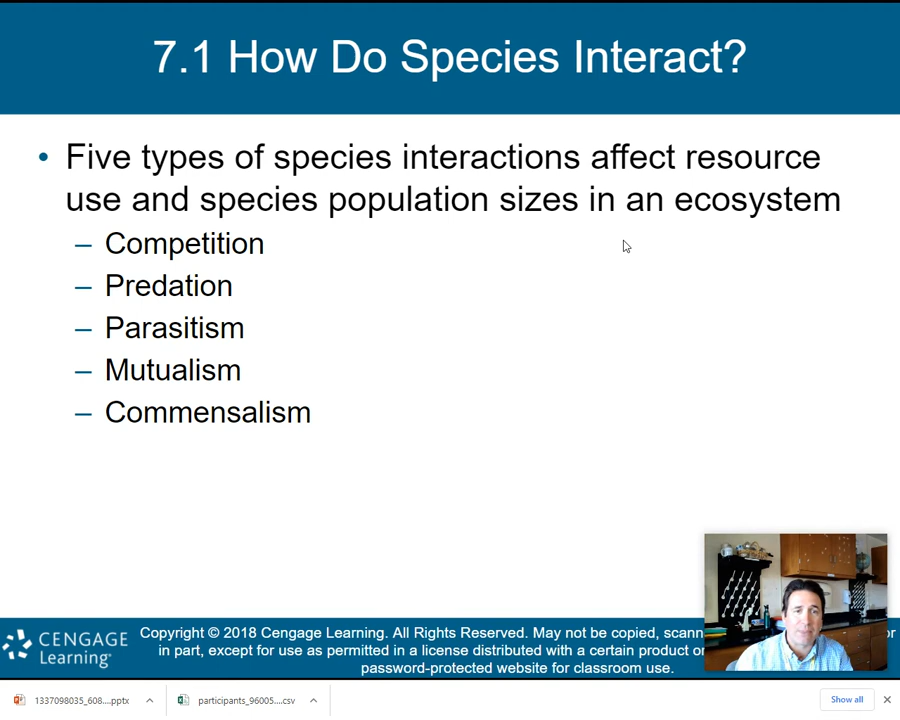 7.1 How Do Species Interact?
• Five types of species interactions affect resource
use and species population sizes in an ecosystem
– Competition
– Predation
– Parasitism
– Mutualism
– Commensalism
CENGAGE
Learning®
Copyright © 2018 Cengage Learning. All Rights Reserved. May not be copied, scann
or
in part, except for use as permitted in a license distributed with a certain product or
password-protected website for classroom use.
1337098035_608....pptx
participants_96005....csv
Show all